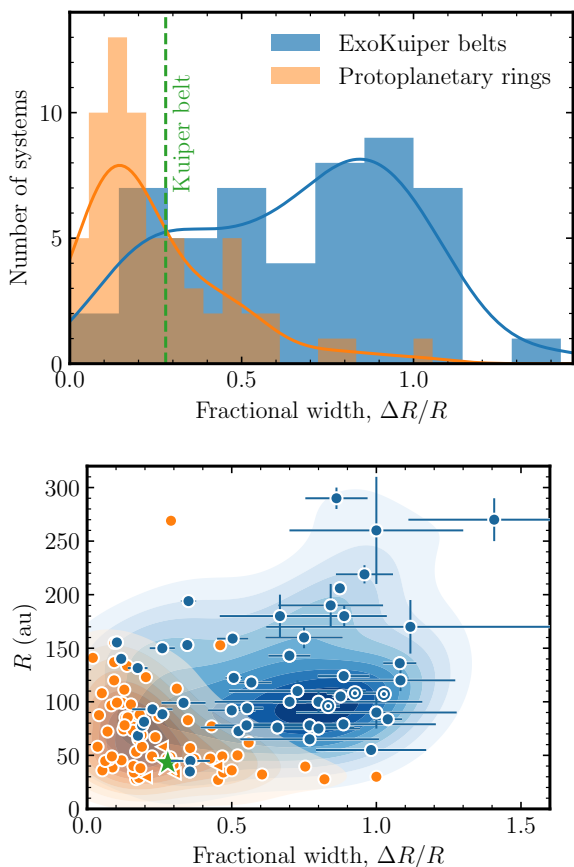 ExoKuiper belts
Protoplanetary rings
Kuiper belt
Number of systems
10
5
0
0.0 0.5 1.0
Fractional width, ΔR/R
R (au)
300
250
200
150
100
50
0
0.0 0.5 1.0 1.5
Fractional width, ΔR/R